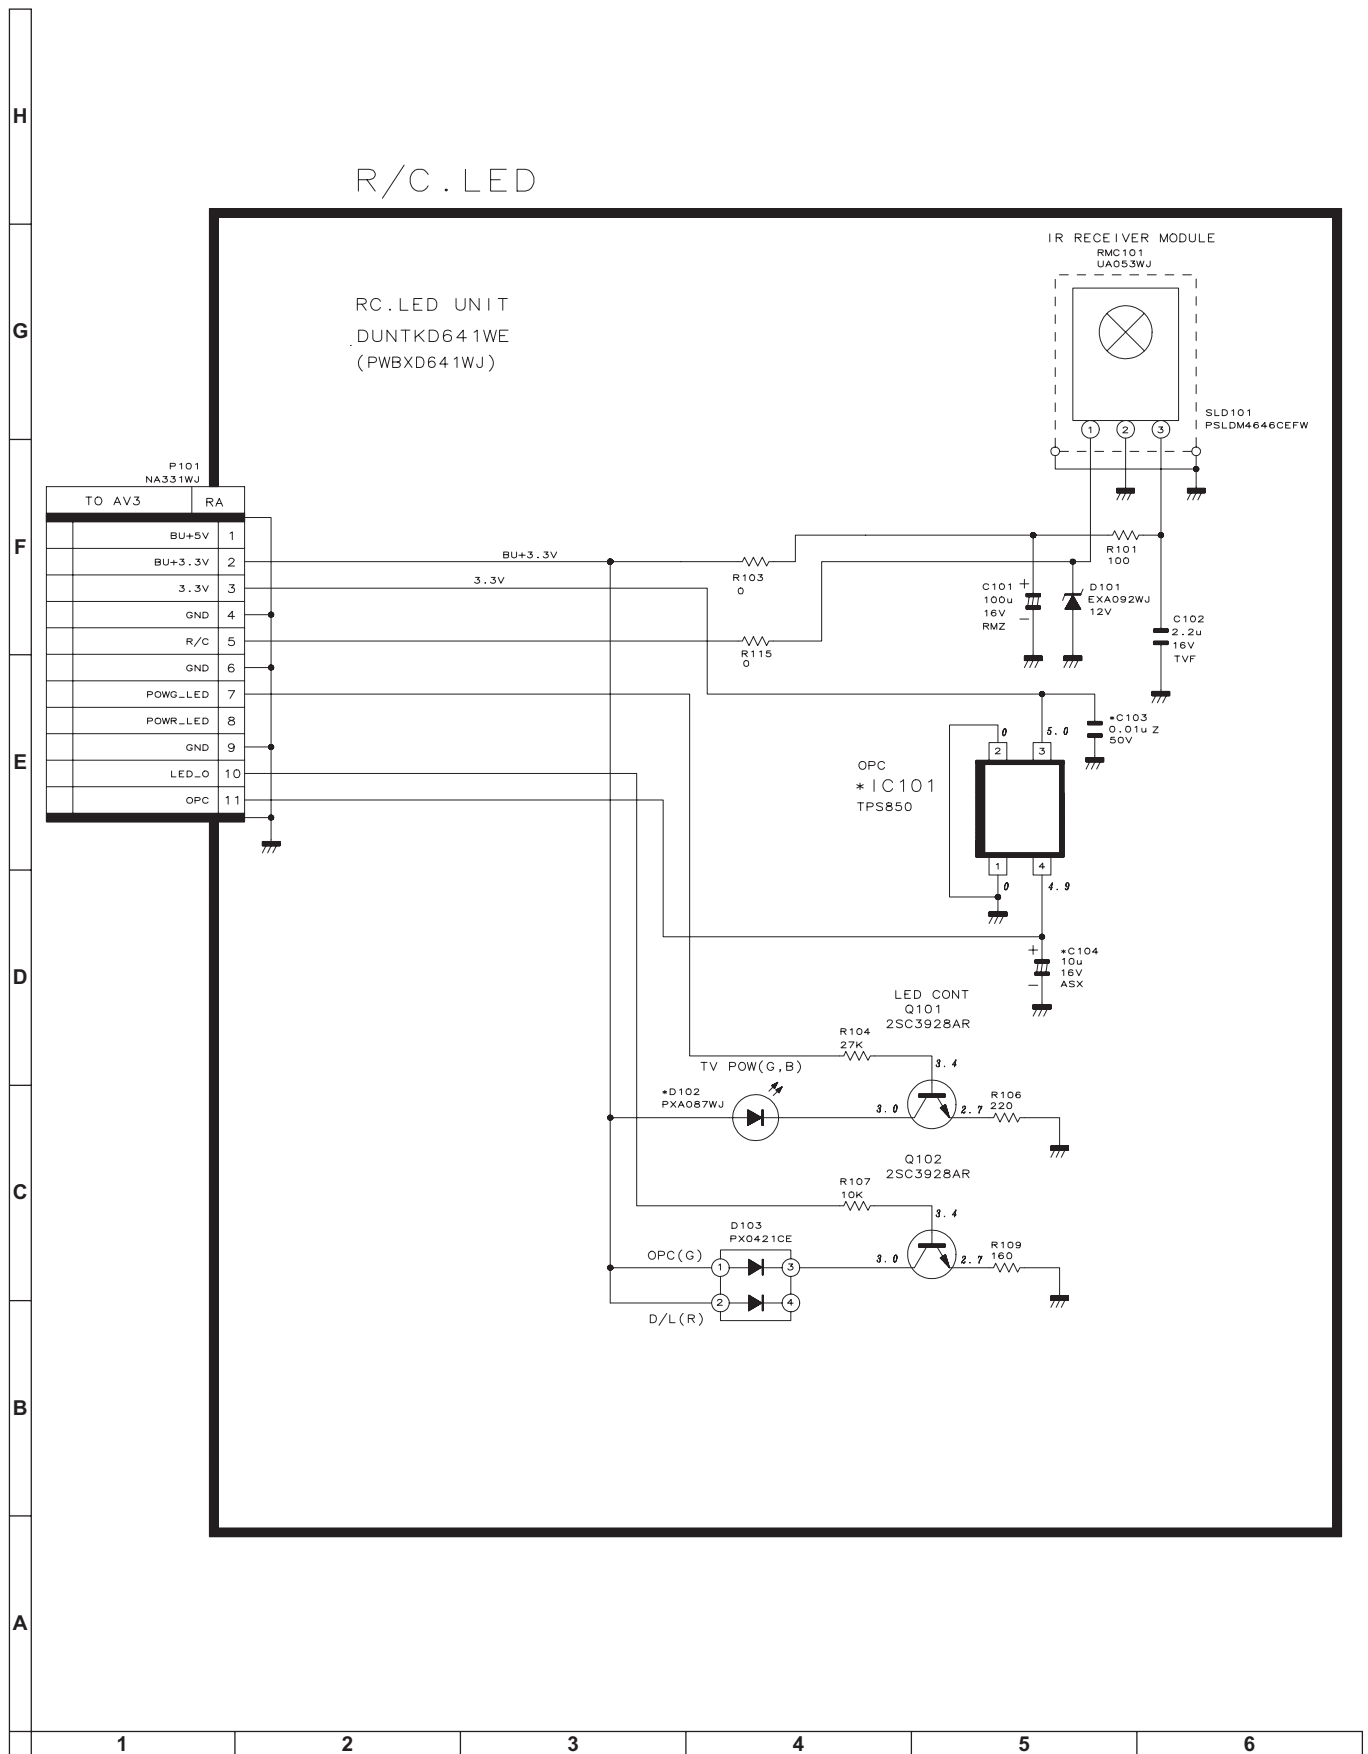 H
R/C.LED
IR RECEIVER MODULE
RMC101
UA053WJ
G
RC.LED UNIT
DUNTKD641WE
(PWBXD641WJ)
SLD101
PSLDM4646CEFW
1 2 3
P101
NA331WJ
TO AV3 RA
F
BU+5V 1
BU+3.3V 2
3.3V 3
GND 4
R/C 5
GND 6
POWG_LED 7
POWR_LED 8
GND 9
LED_O 10
OPC 11
BU+3.3V
3.3V
R103
0
R115
0
R101
100
C101
100u
16V
RMZ
+
-
D101
EXA092WJ
12V
C102
2.2u
16V
TVF
E
*C103
0.01u Z
50V
0 5.0
2 3
OPC
*IC101
TPS850
1 4
0 4.9
D
+
-
*C104
10u
16V
ASX
LED CONT
Q101
2SC3928AR
R104
27K
3.4
TV POW(G,B)
*D102
PXA087WJ
3.0 2.7
R106
220
C
Q102
2SC3928AR
R107
10K
3.4
D103
PX0421CE
OPC(G)
1 3
3.0 2.7
R109
160
2 4
D/L(R)
B
A
1 2 3 4 5 6